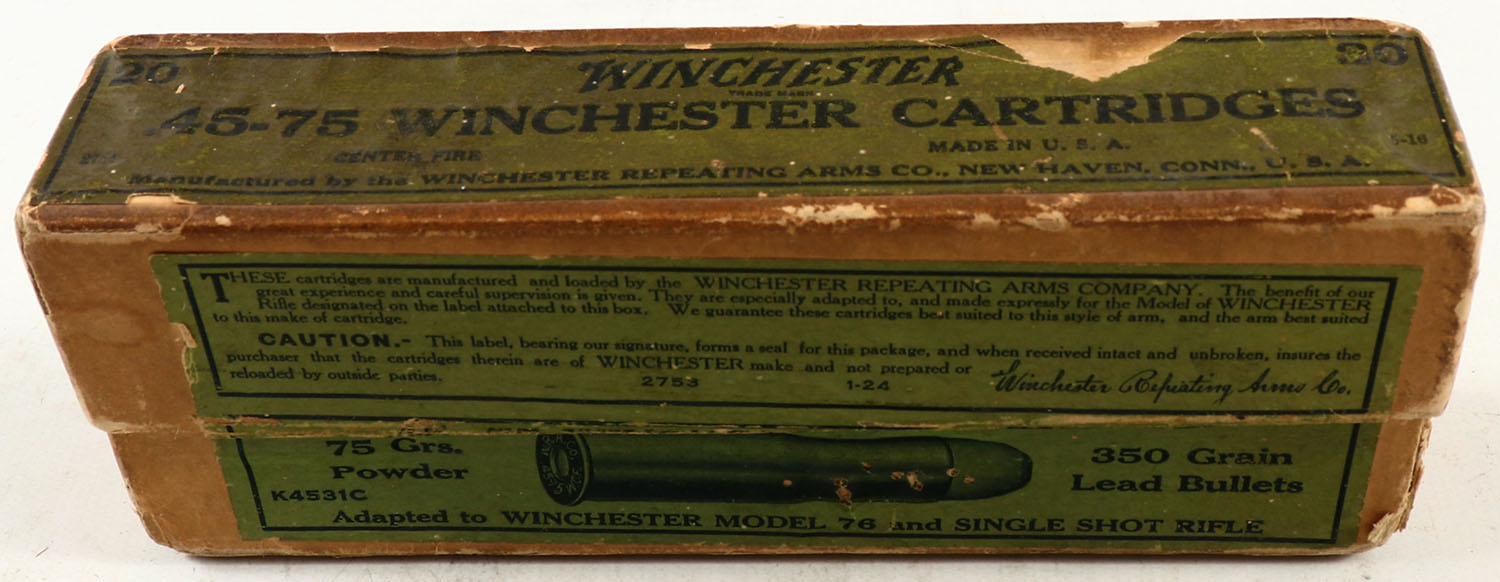 20 WINCHESTER 20
TRADE MARK
.45-75 WINCHESTER CARTRIDGES
CENTER FIRE MADE IN U. S. A. 5-16
Manufactured by the WINCHESTER REPEATING ARMS CO., NEW HAVEN, CONN., U. S. A.
THESE cartridges are manufactured and loaded by the WINCHESTER REPEATING ARMS COMPANY. The benefit of our
great experience and careful supervision is given. They are especially adapted to, and made expressly for the Model of WINCHESTER
Rifle designated on the label attached to this box. We guarantee these cartridges best suited to this style of arm, and the arm best suited
to this make of cartridge.
CAUTION.- This label, bearing our signature, forms a seal for this package, and when received intact and unbroken, insures the
purchaser that the cartridges therein are of WINCHESTER make and not prepared or
reloaded by outside parties. 2753 1-24 Winchester Repeating Arms Co.
75 Grs.
Powder
K4531C
350 Grain
Lead Bullets
Adapted to WINCHESTER MODEL 76 and SINGLE SHOT RIFLE